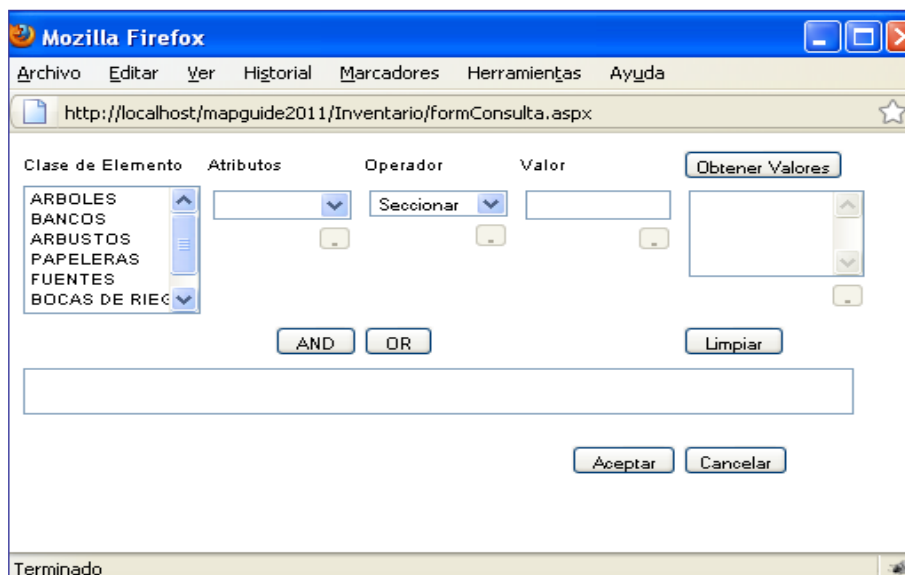 Mozilla Firefox
Archivo Editar Ver Historial Marcadores Herramientas Ayuda
http://localhost/mapguide2011/Inventario/formConsulta.aspx
Clase de Elemento Atributos Operador Valor Obtener Valores
ARBOLES
BANCOS
ARBUSTOS
PAPELERAS
FUENTES
BOCAS DE RIEG
Seccionar
AND OR Limpiar
Aceptar Cancelar
Terminado